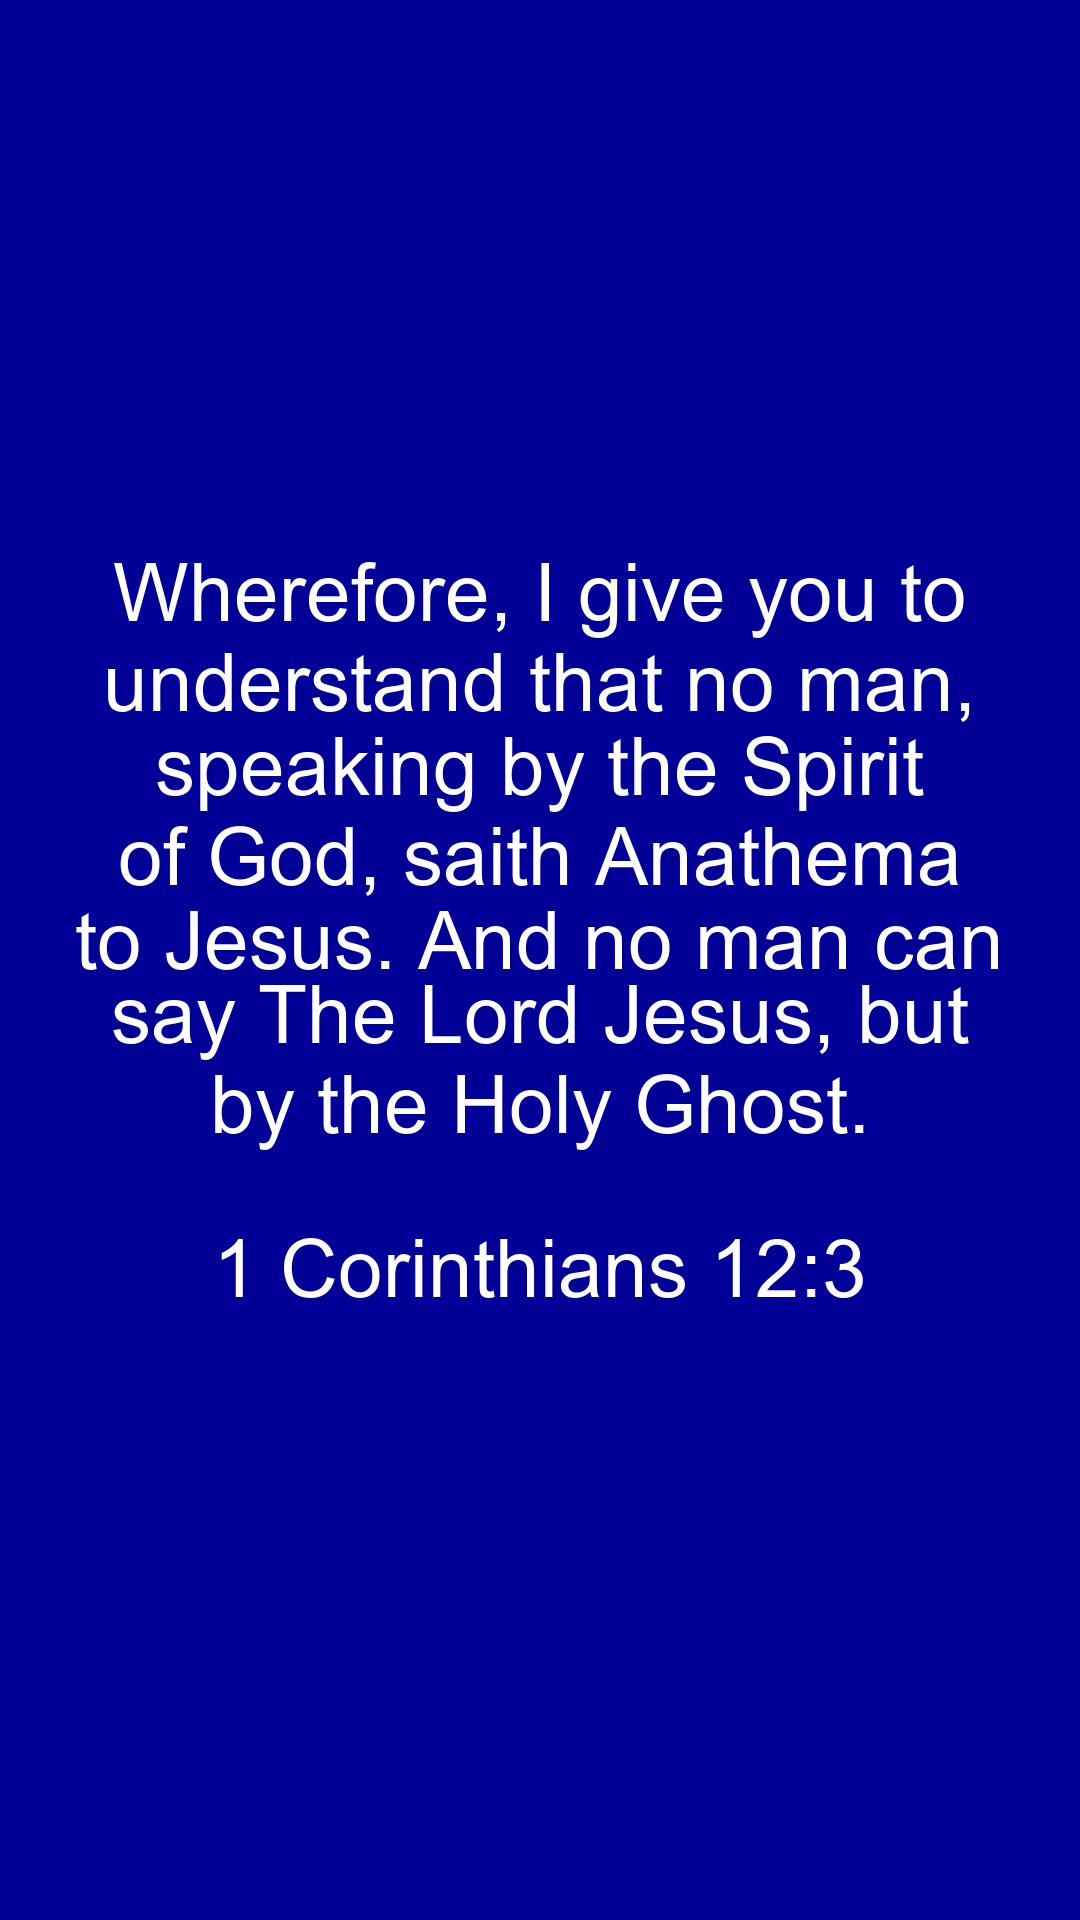 Wherefore, I give you to
understand that no man,
speaking by the Spirit
of God, saith Anathema
to Jesus. And no man can
say The Lord Jesus, but
by the Holy Ghost.
1 Corinthians 12:3